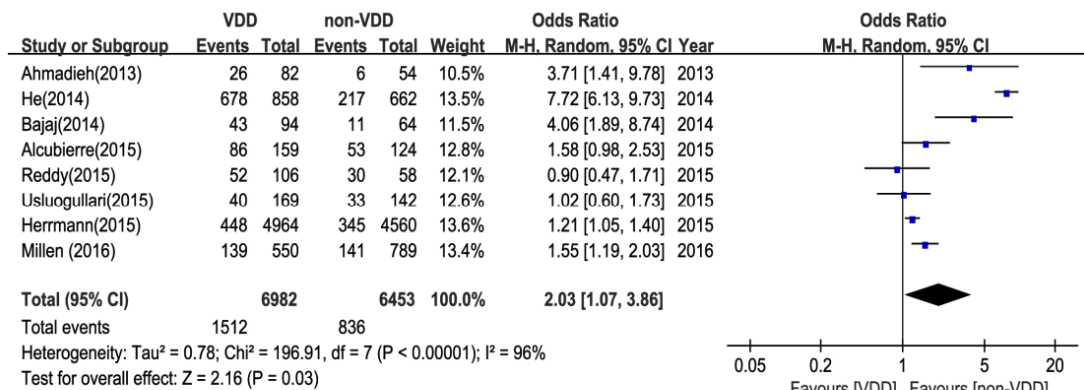 VDD non-VDD Odds Ratio Odds Ratio
Study or Subgroup Events Total Events Total Weight M-H, Random, 95% CI Year M-H, Random, 95% CI
Ahmadieh(2013) 26 82 6 54 10.5% 3.71 [1.41, 9.78] 2013
He(2014) 678 858 217 662 13.5% 7.72 [6.13, 9.73] 2014
Bajaj(2014) 43 94 11 64 11.5% 4.06 [1.89, 8.74] 2014
Alcubierre(2015) 86 159 53 124 12.8% 1.58 [0.98, 2.53] 2015
Reddy(2015) 52 106 30 58 12.1% 0.90 [0.47, 1.71] 2015
Usluogullari(2015) 40 169 33 142 12.6% 1.02 [0.60, 1.73] 2015
Herrmann(2015) 448 4964 345 4560 13.6% 1.21 [1.05, 1.40] 2015
Millen (2016) 139 550 141 789 13.4% 1.55 [1.19, 2.03] 2016
Total (95% CI) 6982 6453 100.0% 2.03 [1.07, 3.86]
Total events 1512 836
Heterogeneity: Tau² = 0.78; Chi² = 196.91, df = 7 (P < 0.00001); I² = 96%
Test for overall effect: Z = 2.16 (P = 0.03)
0.05 0.2 1 5 20
Favours [VDD] Favours [non-VDD]